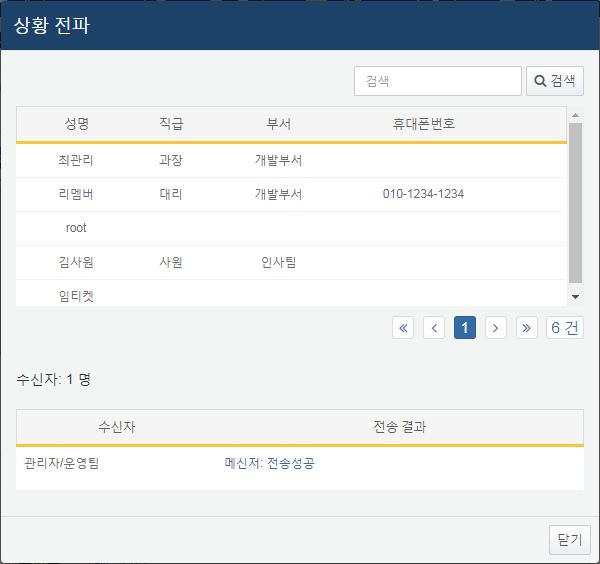 상황 전파
검색 검색
성명 직급 부서 휴대폰번호
최관리 과장 개발부서
리멤버 대리 개발부서 010-1234-1234
root
김사원 사원 인사팀
임티켓
« ‹ 1 › » 6 건
수신자: 1 명
수신자 전송 결과
관리자/운영팀 메신저: 전송성공
닫기